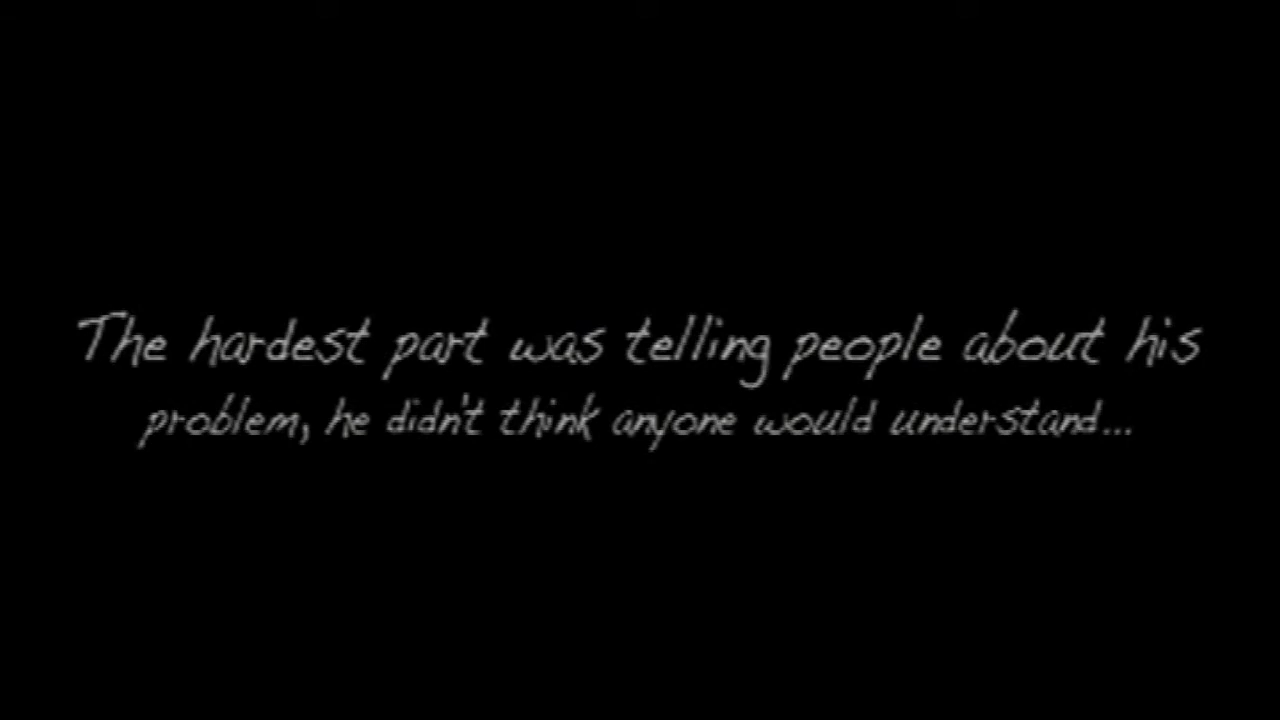 The hardest part was telling people about his
problem, he didn't think anyone would understand...